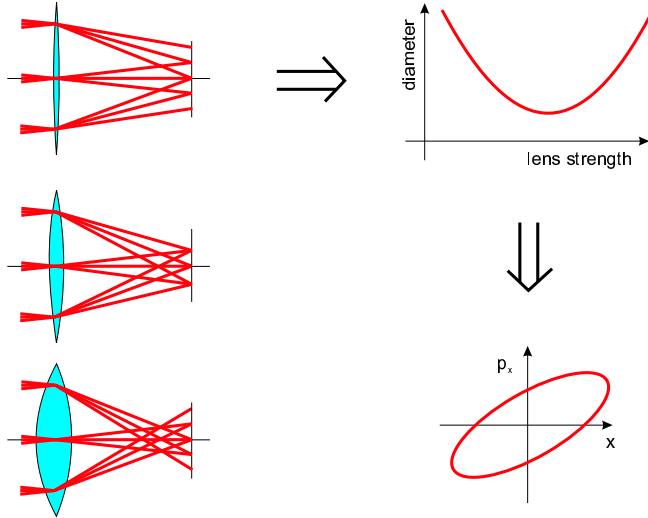 diameter
lens strength
pₓ
x